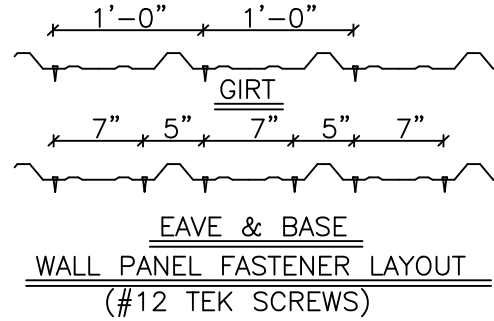 1'-0" 1'-0"
GIRT
7" 5" 7" 5" 7"
EAVE & BASE
WALL PANEL FASTENER LAYOUT
(#12 TEK SCREWS)